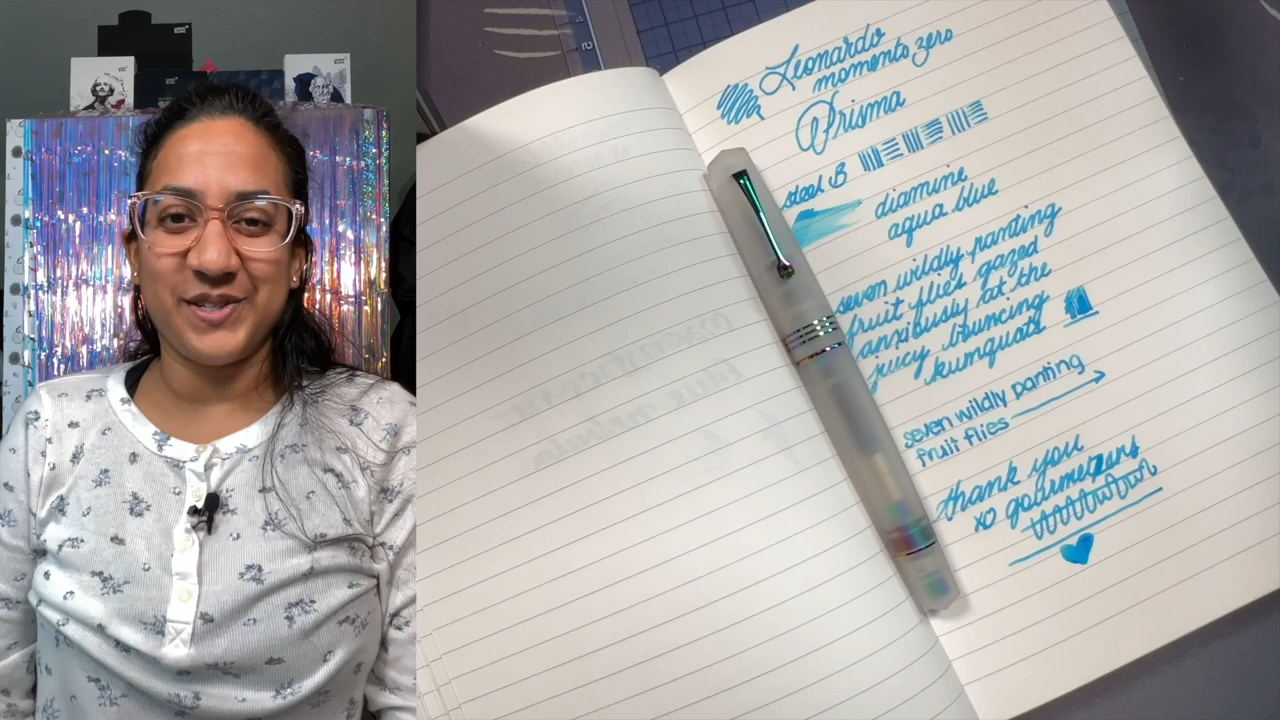 Leonardo
momento zero
Prisma
steel B
diamine
aqua blue
seven wildly panting
fruit flies gazed
anxiously at the
juicy bouncing
kumquats
seven wildly panting
fruit flies
thank you
xo gourmetpens